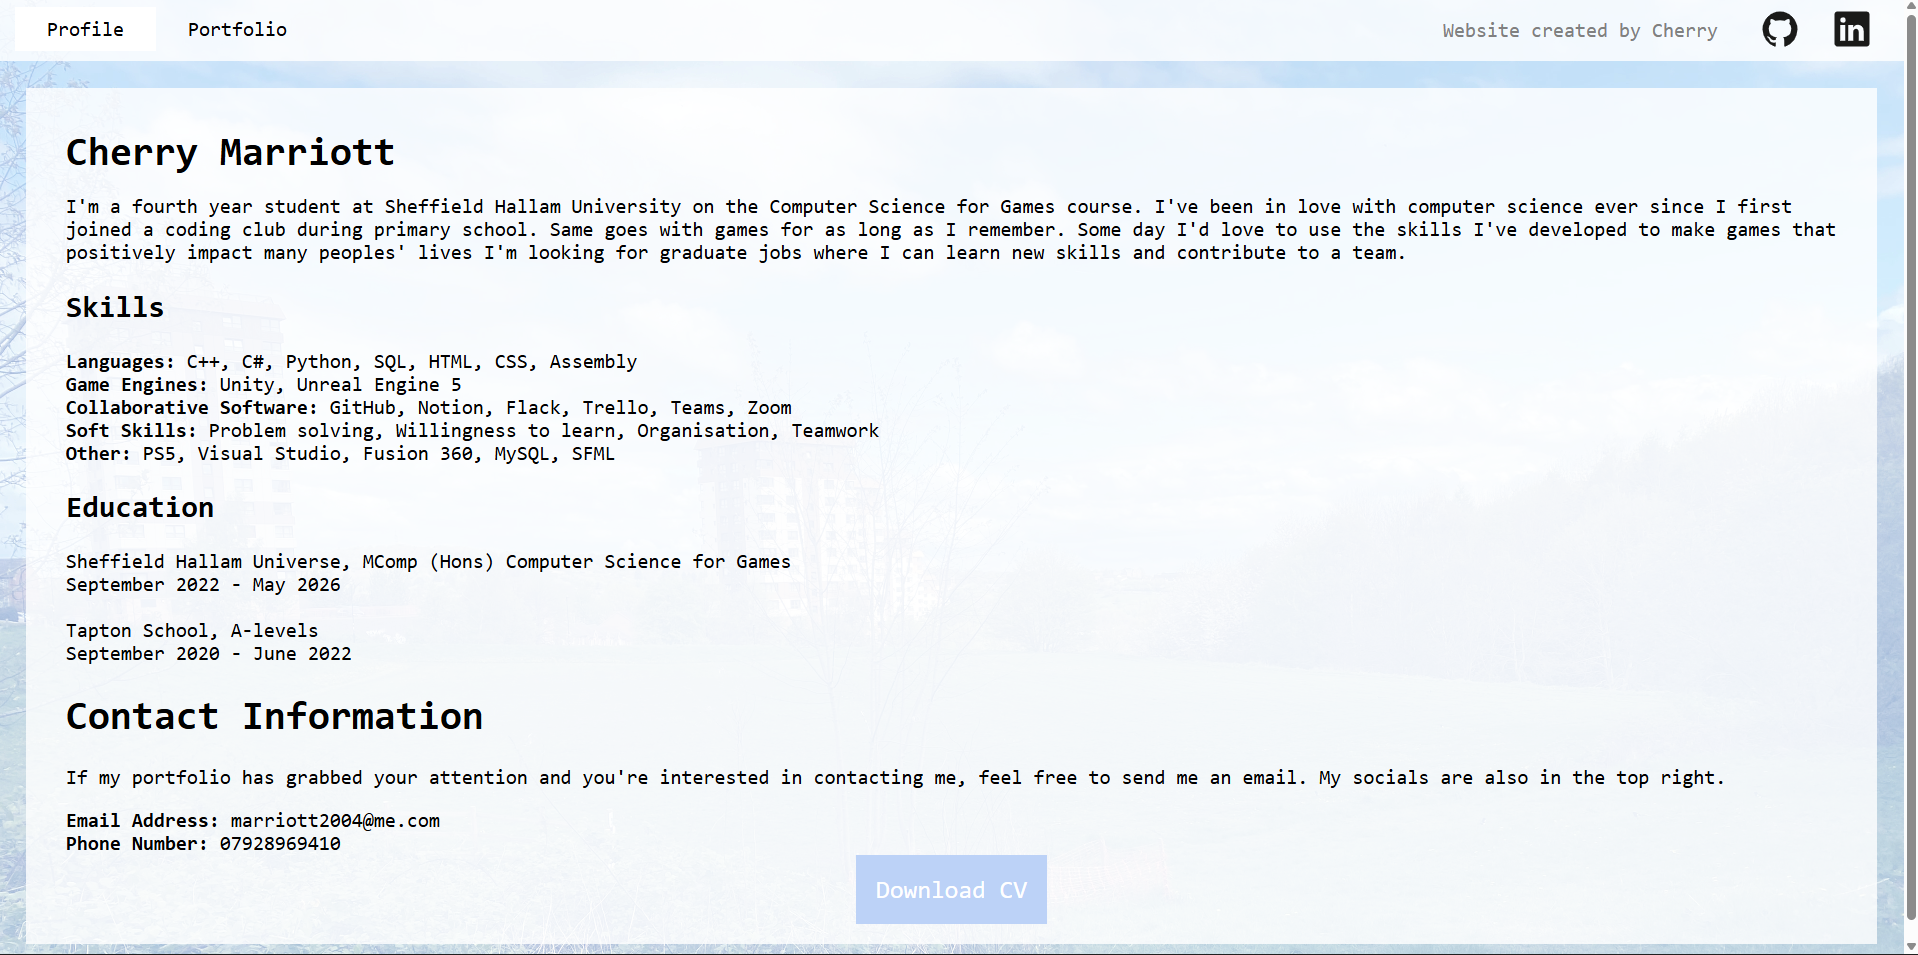 Profile
Portfolio
Website created by Cherry
in
Cherry Marriott
I'm a fourth year student at Sheffield Hallam University on the Computer Science for Games course. I've been in love with computer science ever since I first
joined a coding club during primary school. Same goes with games for as long as I remember. Some day I'd love to use the skills I've developed to make games that
positively impact many peoples' lives I'm looking for graduate jobs where I can learn new skills and contribute to a team.
Skills
Languages: C++, C#, Python, SQL, HTML, CSS, Assembly
Game Engines: Unity, Unreal Engine 5
Collaborative Software: GitHub, Notion, Flack, Trello, Teams, Zoom
Soft Skills: Problem solving, Willingness to learn, Organisation, Teamwork
Other: PS5, Visual Studio, Fusion 360, MySQL, SFML
Education
Sheffield Hallam Universe, MComp (Hons) Computer Science for Games
September 2022 - May 2026
Tapton School, A-levels
September 2020 - June 2022
Contact Information
If my portfolio has grabbed your attention and you're interested in contacting me, feel free to send me an email. My socials are also in the top right.
Email Address: marriott2004@me.com
Phone Number: 07928969410
Download CV